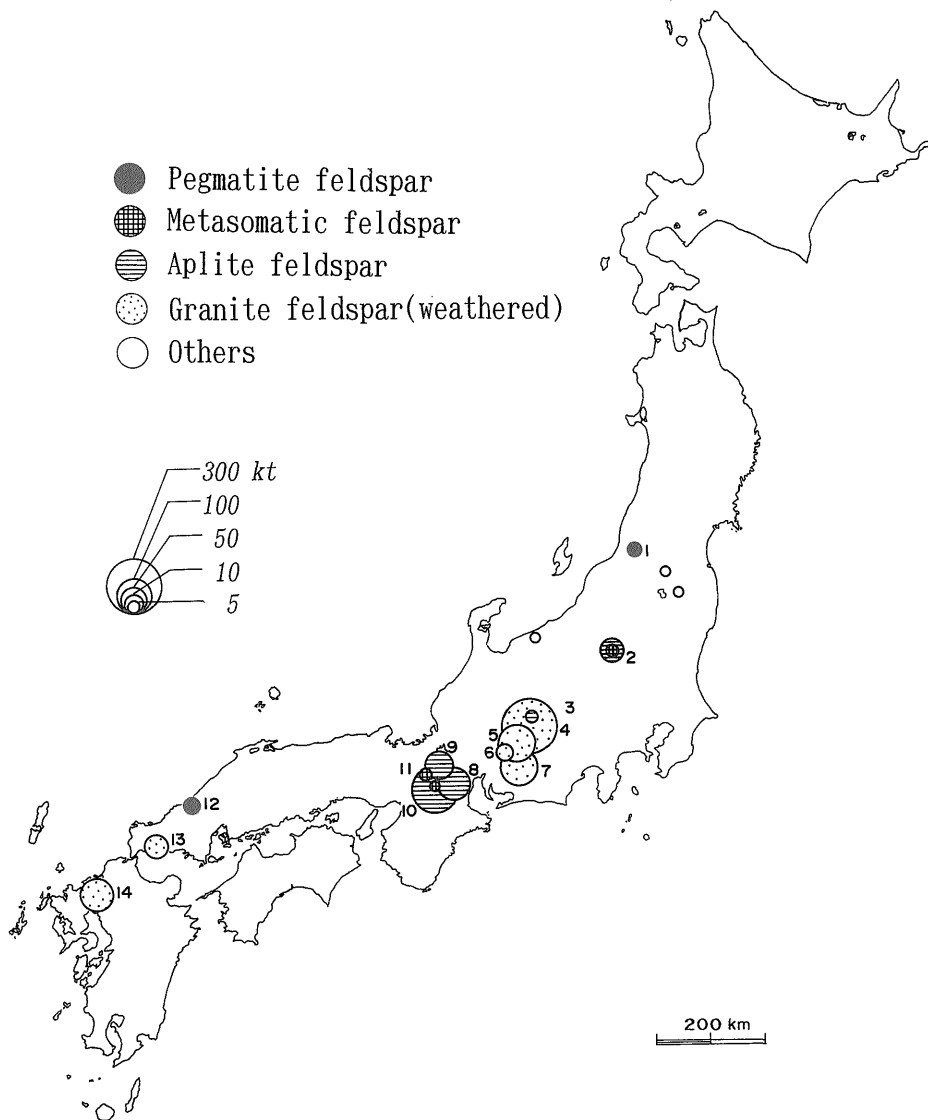 Pegmatite feldspar
Metasomatic feldspar
Aplite feldspar
Granite feldspar(weathered)
Others
300 kt
100
50
10
5
1
2
3
4
5
6
7
8
9
10
11
12
13
14
200 km